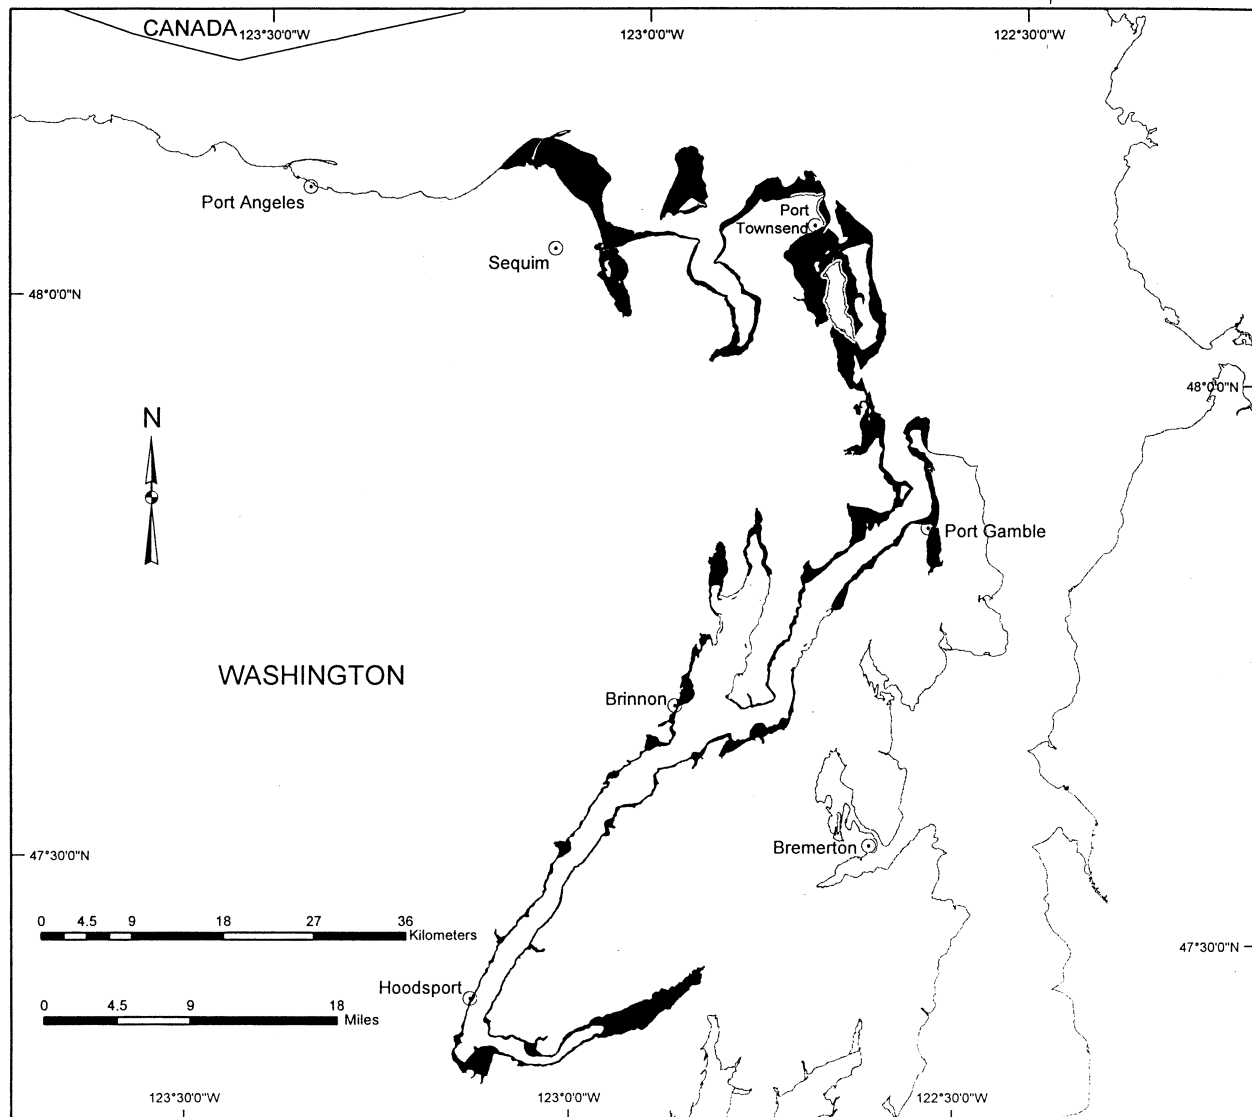 CANADA
123°30'0"W
123°0'0"W
122°30'0"W
Port Angeles
Port
Townsend
Sequim
48°0'0"N
48°0'0"N
N
Port Gamble
WASHINGTON
Brinnon
Bremerton
47°30'0"N
0 4.5 9 18 27 36
Kilometers
47°30'0"N
Hoodsport
0 4.5 9 18
Miles
123°30'0"W
123°0'0"W
122°30'0"W